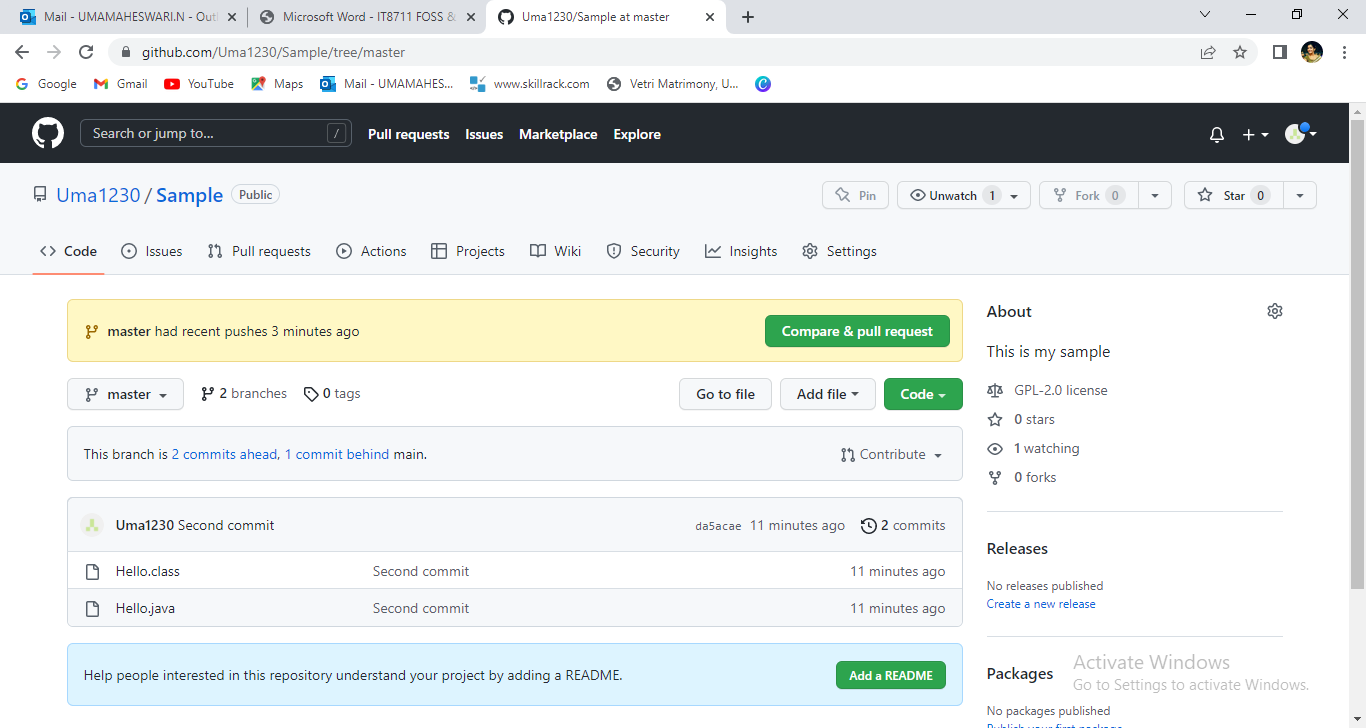 Mail - UMAMAHESWARI.N - Outl
Microsoft Word - IT8711 FOSS &
Uma1230/Sample at master
github.com/Uma1230/Sample/tree/master
Google Gmail YouTube Maps Mail - UMAMAHES... www.skillrack.com Vetri Matrimony, U...
Search or jump to... /
Pull requests Issues Marketplace Explore
Uma1230 / Sample Public
Pin Unwatch 1 Fork 0 Star 0
Code Issues Pull requests Actions Projects Wiki Security Insights Settings
master had recent pushes 3 minutes ago Compare & pull request
master 2 branches 0 tags Go to file Add file Code
This branch is 2 commits ahead, 1 commit behind main. Contribute
Uma1230 Second commit da5acae 11 minutes ago 2 commits
Hello.class Second commit 11 minutes ago
Hello.java Second commit 11 minutes ago
Help people interested in this repository understand your project by adding a README. Add a README
About
This is my sample
GPL-2.0 license
0 stars
1 watching
0 forks
Releases
No releases published
Create a new release
Packages
No packages published
Publish your first package
Activate Windows
Go to Settings to activate Windows.